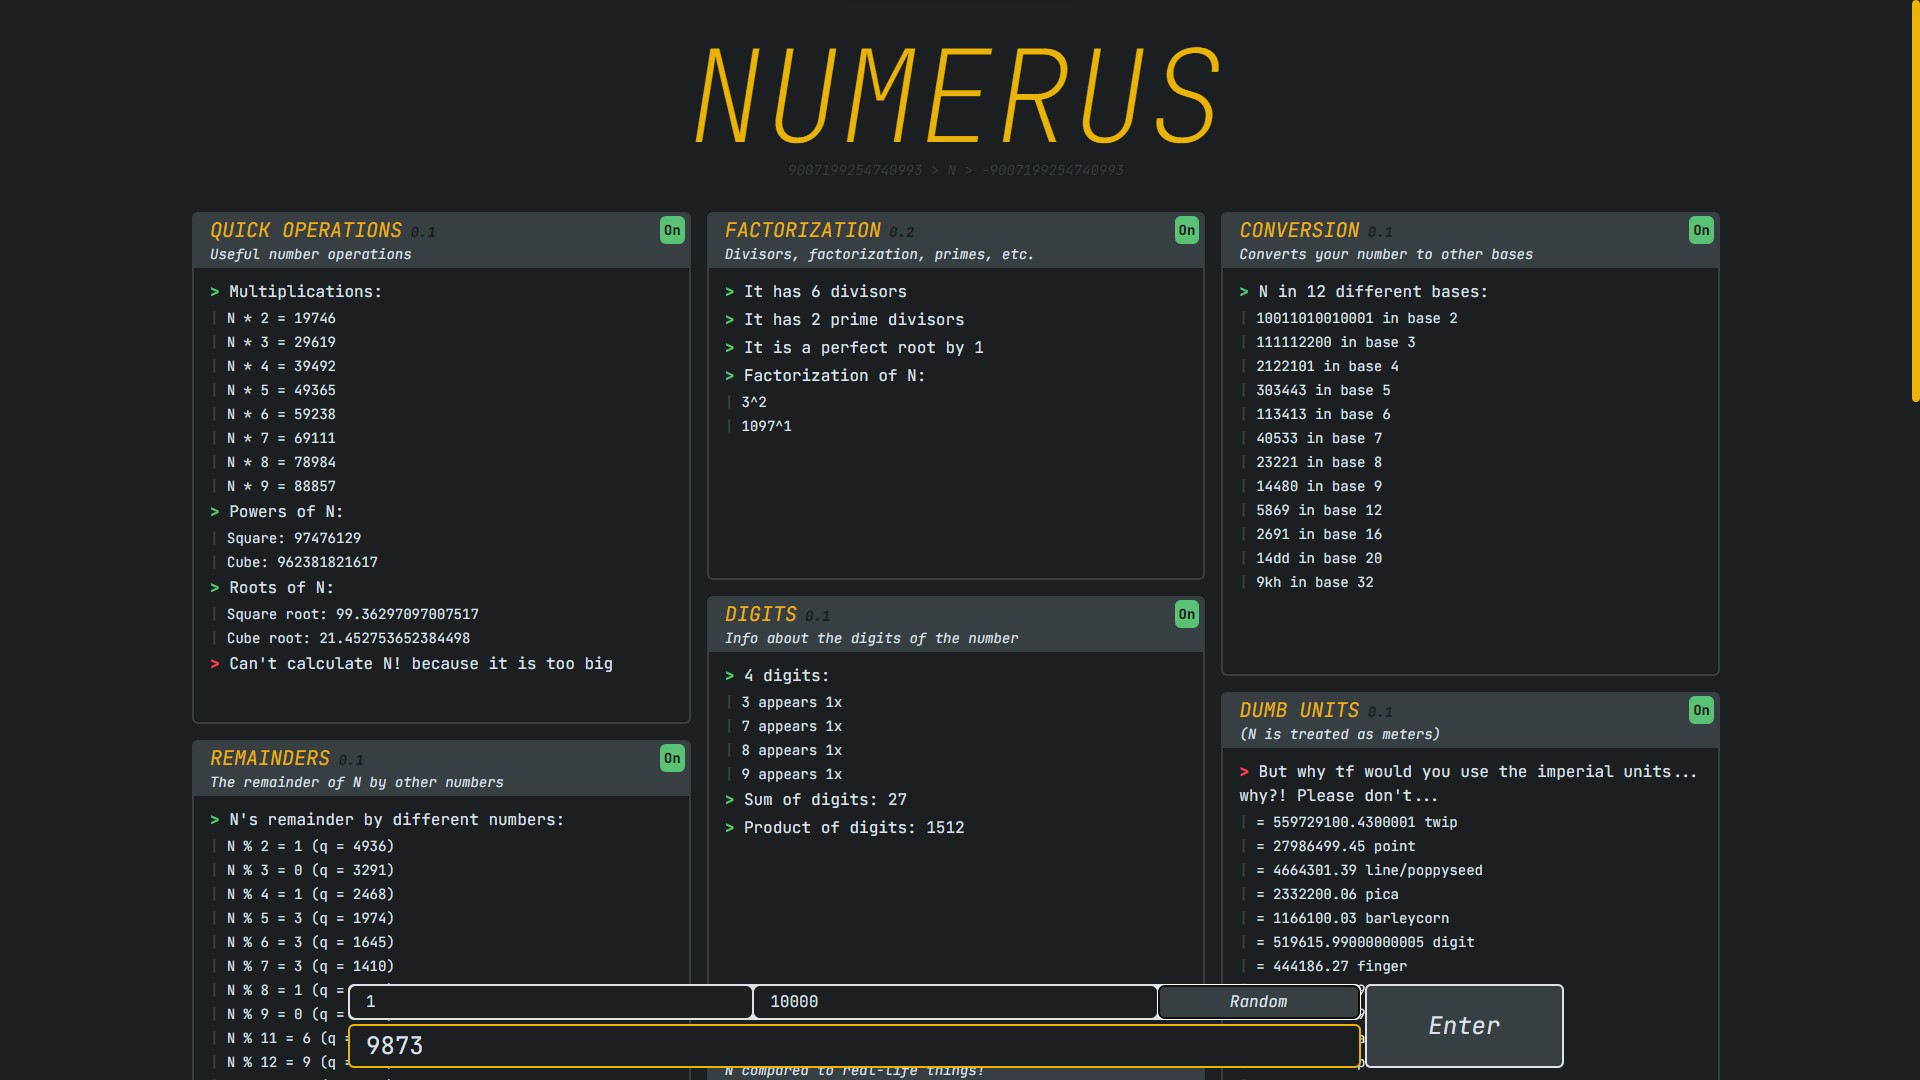 NUMERUS
9007199254740993 > N > -9007199254740993
QUICK OPERATIONS 0.1
On
Useful number operations
> Multiplications:
| N * 2 = 19746
| N * 3 = 29619
| N * 4 = 39492
| N * 5 = 49365
| N * 6 = 59238
| N * 7 = 69111
| N * 8 = 78984
| N * 9 = 88857
> Powers of N:
| Square: 97476129
| Cube: 962381821617
> Roots of N:
| Square root: 99.36297097007517
| Cube root: 21.452753652384498
> Can't calculate N! because it is too big
REMAINDERS 0.1
On
The remainder of N by other numbers
> N's remainder by different numbers:
| N % 2 = 1 (q = 4936)
| N % 3 = 0 (q = 3291)
| N % 4 = 1 (q = 2468)
| N % 5 = 3 (q = 1974)
| N % 6 = 3 (q = 1645)
| N % 7 = 3 (q = 1410)
| N % 8 = 1 (q =
| N % 9 = 0 (q =
| N % 11 = 6 (q =
| N % 12 = 9 (q =
FACTORIZATION 0.2
On
Divisors, factorization, primes, etc.
> It has 6 divisors
> It has 2 prime divisors
> It is a perfect root by 1
> Factorization of N:
| 3^2
| 1097^1
DIGITS 0.1
On
Info about the digits of the number
> 4 digits:
| 3 appears 1x
| 7 appears 1x
| 8 appears 1x
| 9 appears 1x
> Sum of digits: 27
> Product of digits: 1512
N compared to real-life things!
CONVERSION 0.1
On
Converts your number to other bases
> N in 12 different bases:
| 10011010010001 in base 2
| 111112200 in base 3
| 2122101 in base 4
| 303443 in base 5
| 113413 in base 6
| 40533 in base 7
| 23221 in base 8
| 14480 in base 9
| 5869 in base 12
| 2691 in base 16
| 14dd in base 20
| 9kh in base 32
DUMB UNITS 0.1
On
(N is treated as meters)
> But why tf would you use the imperial units...
why?! Please don't...
| = 559729100.4300001 twip
| = 27986499.45 point
| = 4664301.39 line/poppyseed
| = 2332200.06 pica
| = 1166100.03 barleycorn
| = 519615.99000000005 digit
| = 444186.27 finger
1
10000
Random
9873
Enter